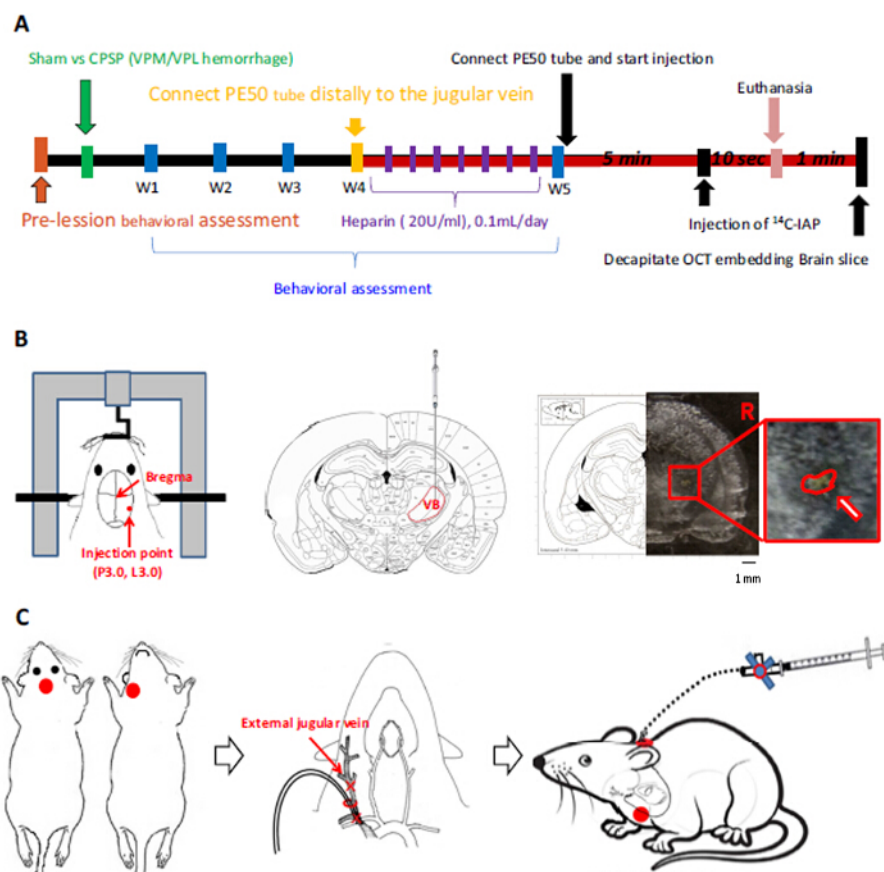 A
Sham vs CPSP (VPM/VPL hemorrhage)
Connect PE50 tube and start injection
Connect PE50 tube distally to the jugular vein
Euthanasia
5 min
10 sec
1 min
W1
W2
W3
W4
W5
Pre-lession behavioral assessment
Heparin ( 20U/ml), 0.1mL/day
Injection of ¹⁴C-IAP
Decapitate OCT embedding Brain slice
Behavioral assessment
B
Bregma
Injection point
(P3.0, L3.0)
VB
R
1 mm
C
External jugular vein